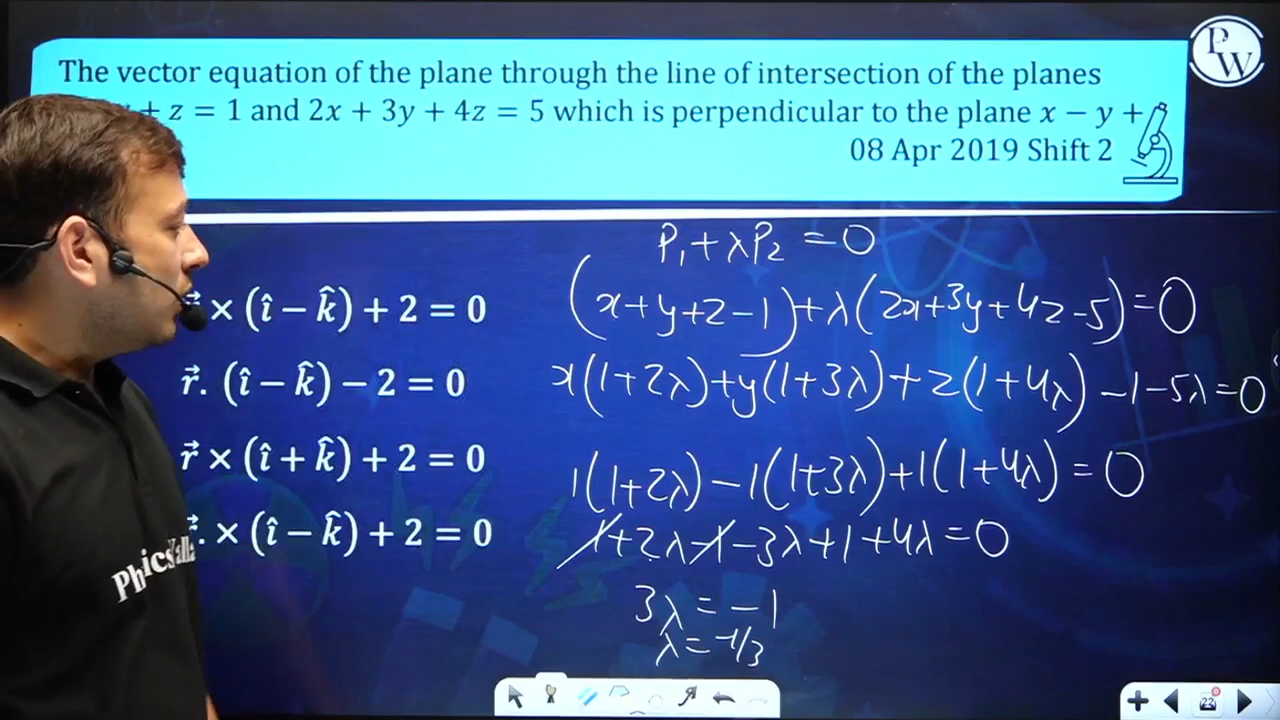 The vector equation of the plane through the line of intersection of the planes
+ z = 1 and 2x + 3y + 4z = 5 which is perpendicular to the plane x − y +
08 Apr 2019 Shift 2
PW
P₁ + λP₂ = 0
(x+y+z−1)+λ(2x+3y+4z−5)=0
x(1+2λ)+y(1+3λ)+z(1+4λ) −1−5λ=0
1(1+2λ)−1(1+3λ)+1(1+4λ)=0
1+2λ−1−3λ+1+4λ=0
3λ = −1
λ = −1/3
× (î − k̂) + 2 = 0
r⃗. (î − k̂) − 2 = 0
r⃗ × (î + k̂) + 2 = 0
. × (î − k̂) + 2 = 0
23